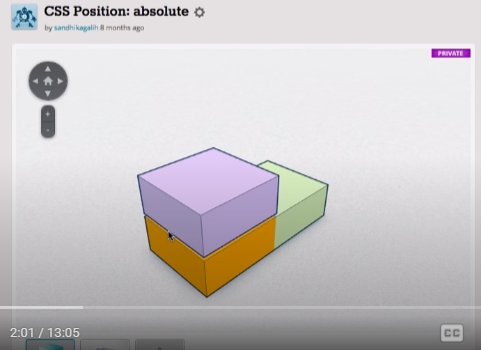 CSS Position: absolute
by sandhikagalih 8 months ago
PRIVATE
+
-
2:01 / 13:05
CC